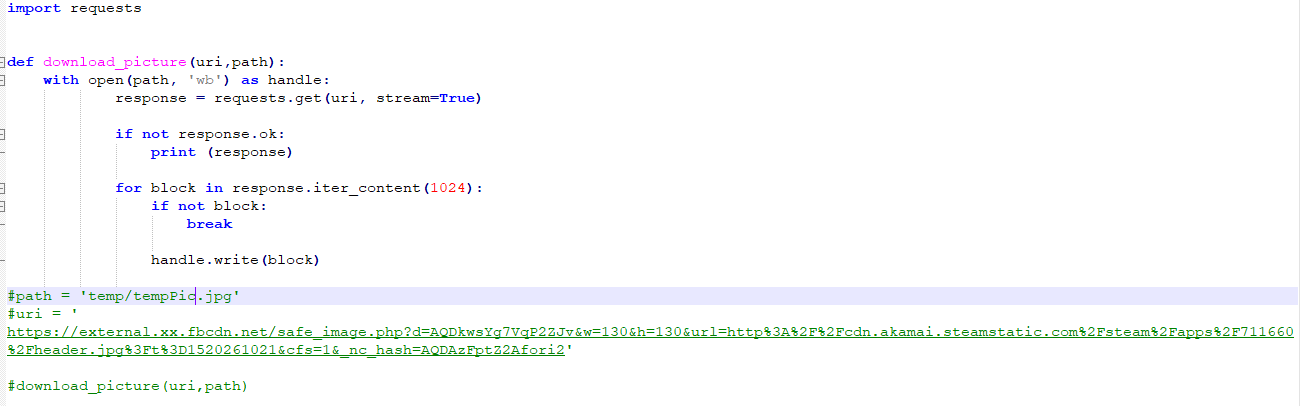 import requests
def download_picture(uri,path):
    with open(path, 'wb') as handle:
            response = requests.get(uri, stream=True)
            if not response.ok:
                print (response)
            for block in response.iter_content(1024):
                if not block:
                    break
                handle.write(block)
#path = 'temp/tempPic.jpg'
#uri = '
https://external.xx.fbcdn.net/safe_image.php?d=AQDkwsYg7VqP2ZJv&w=130&h=130&url=http%3A%2F%2Fcdn.akamai.steamstatic.com%2Fsteam%2Fapps%2F711660
%2Fheader.jpg%3Ft%3D1520261021&cfs=1&_nc_hash=AQDAzFptZ2Afori2'
#download_picture(uri,path)